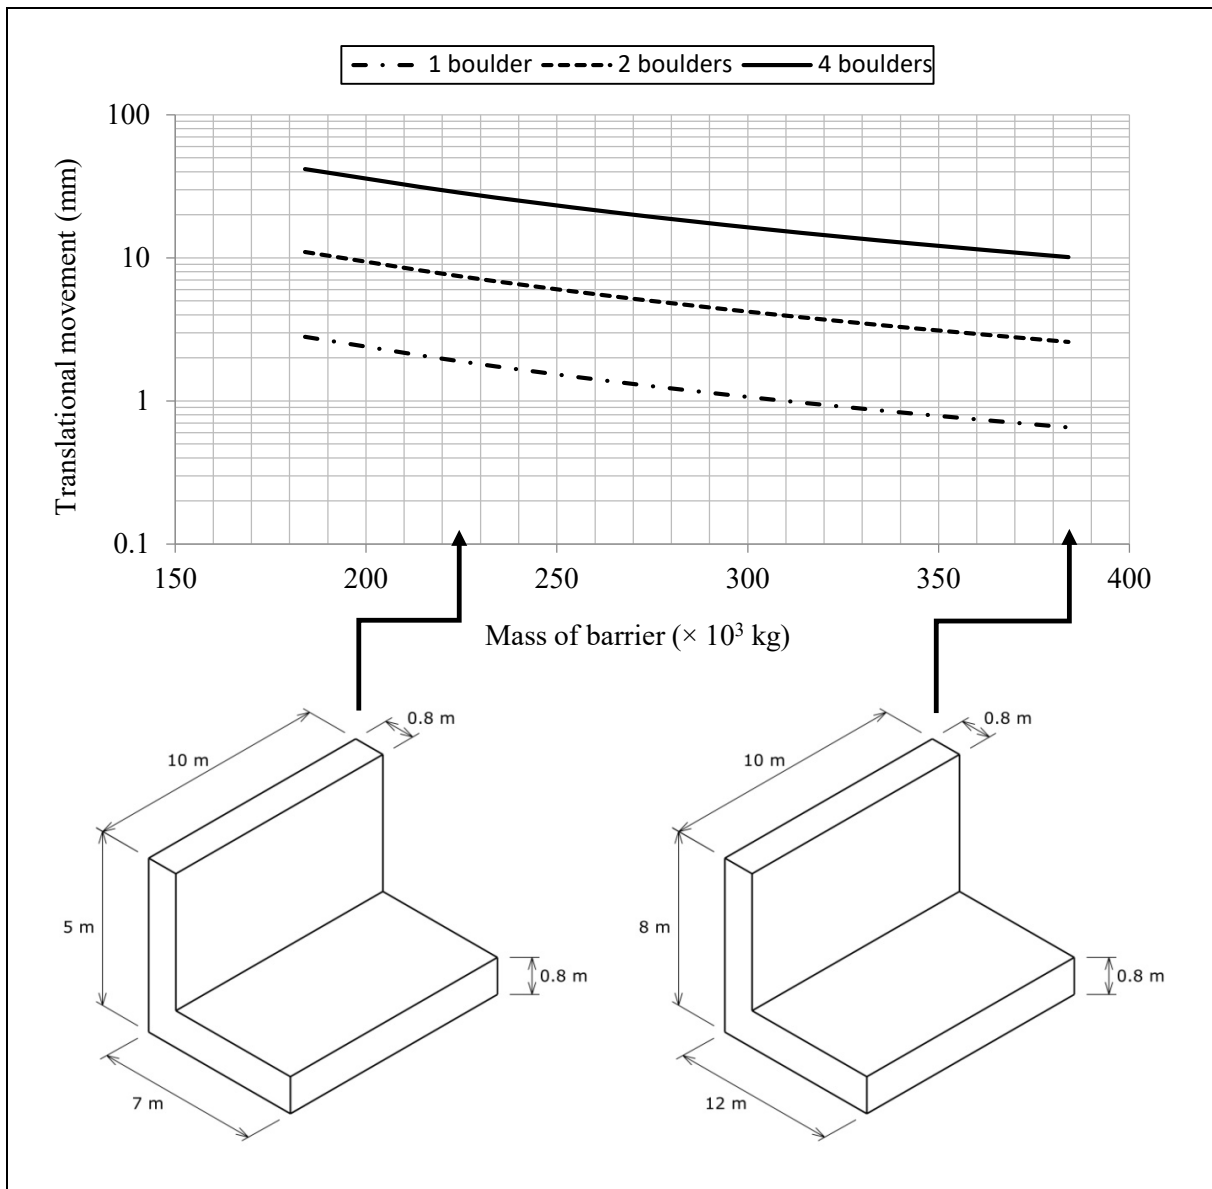 1 boulder 2 boulders 4 boulders
Translational movement (mm)
100
10
1
0.1
150 200 250 300 350 400
Mass of barrier (× 10³ kg)
10 m
0.8 m
5 m
0.8 m
7 m
10 m
0.8 m
8 m
0.8 m
12 m